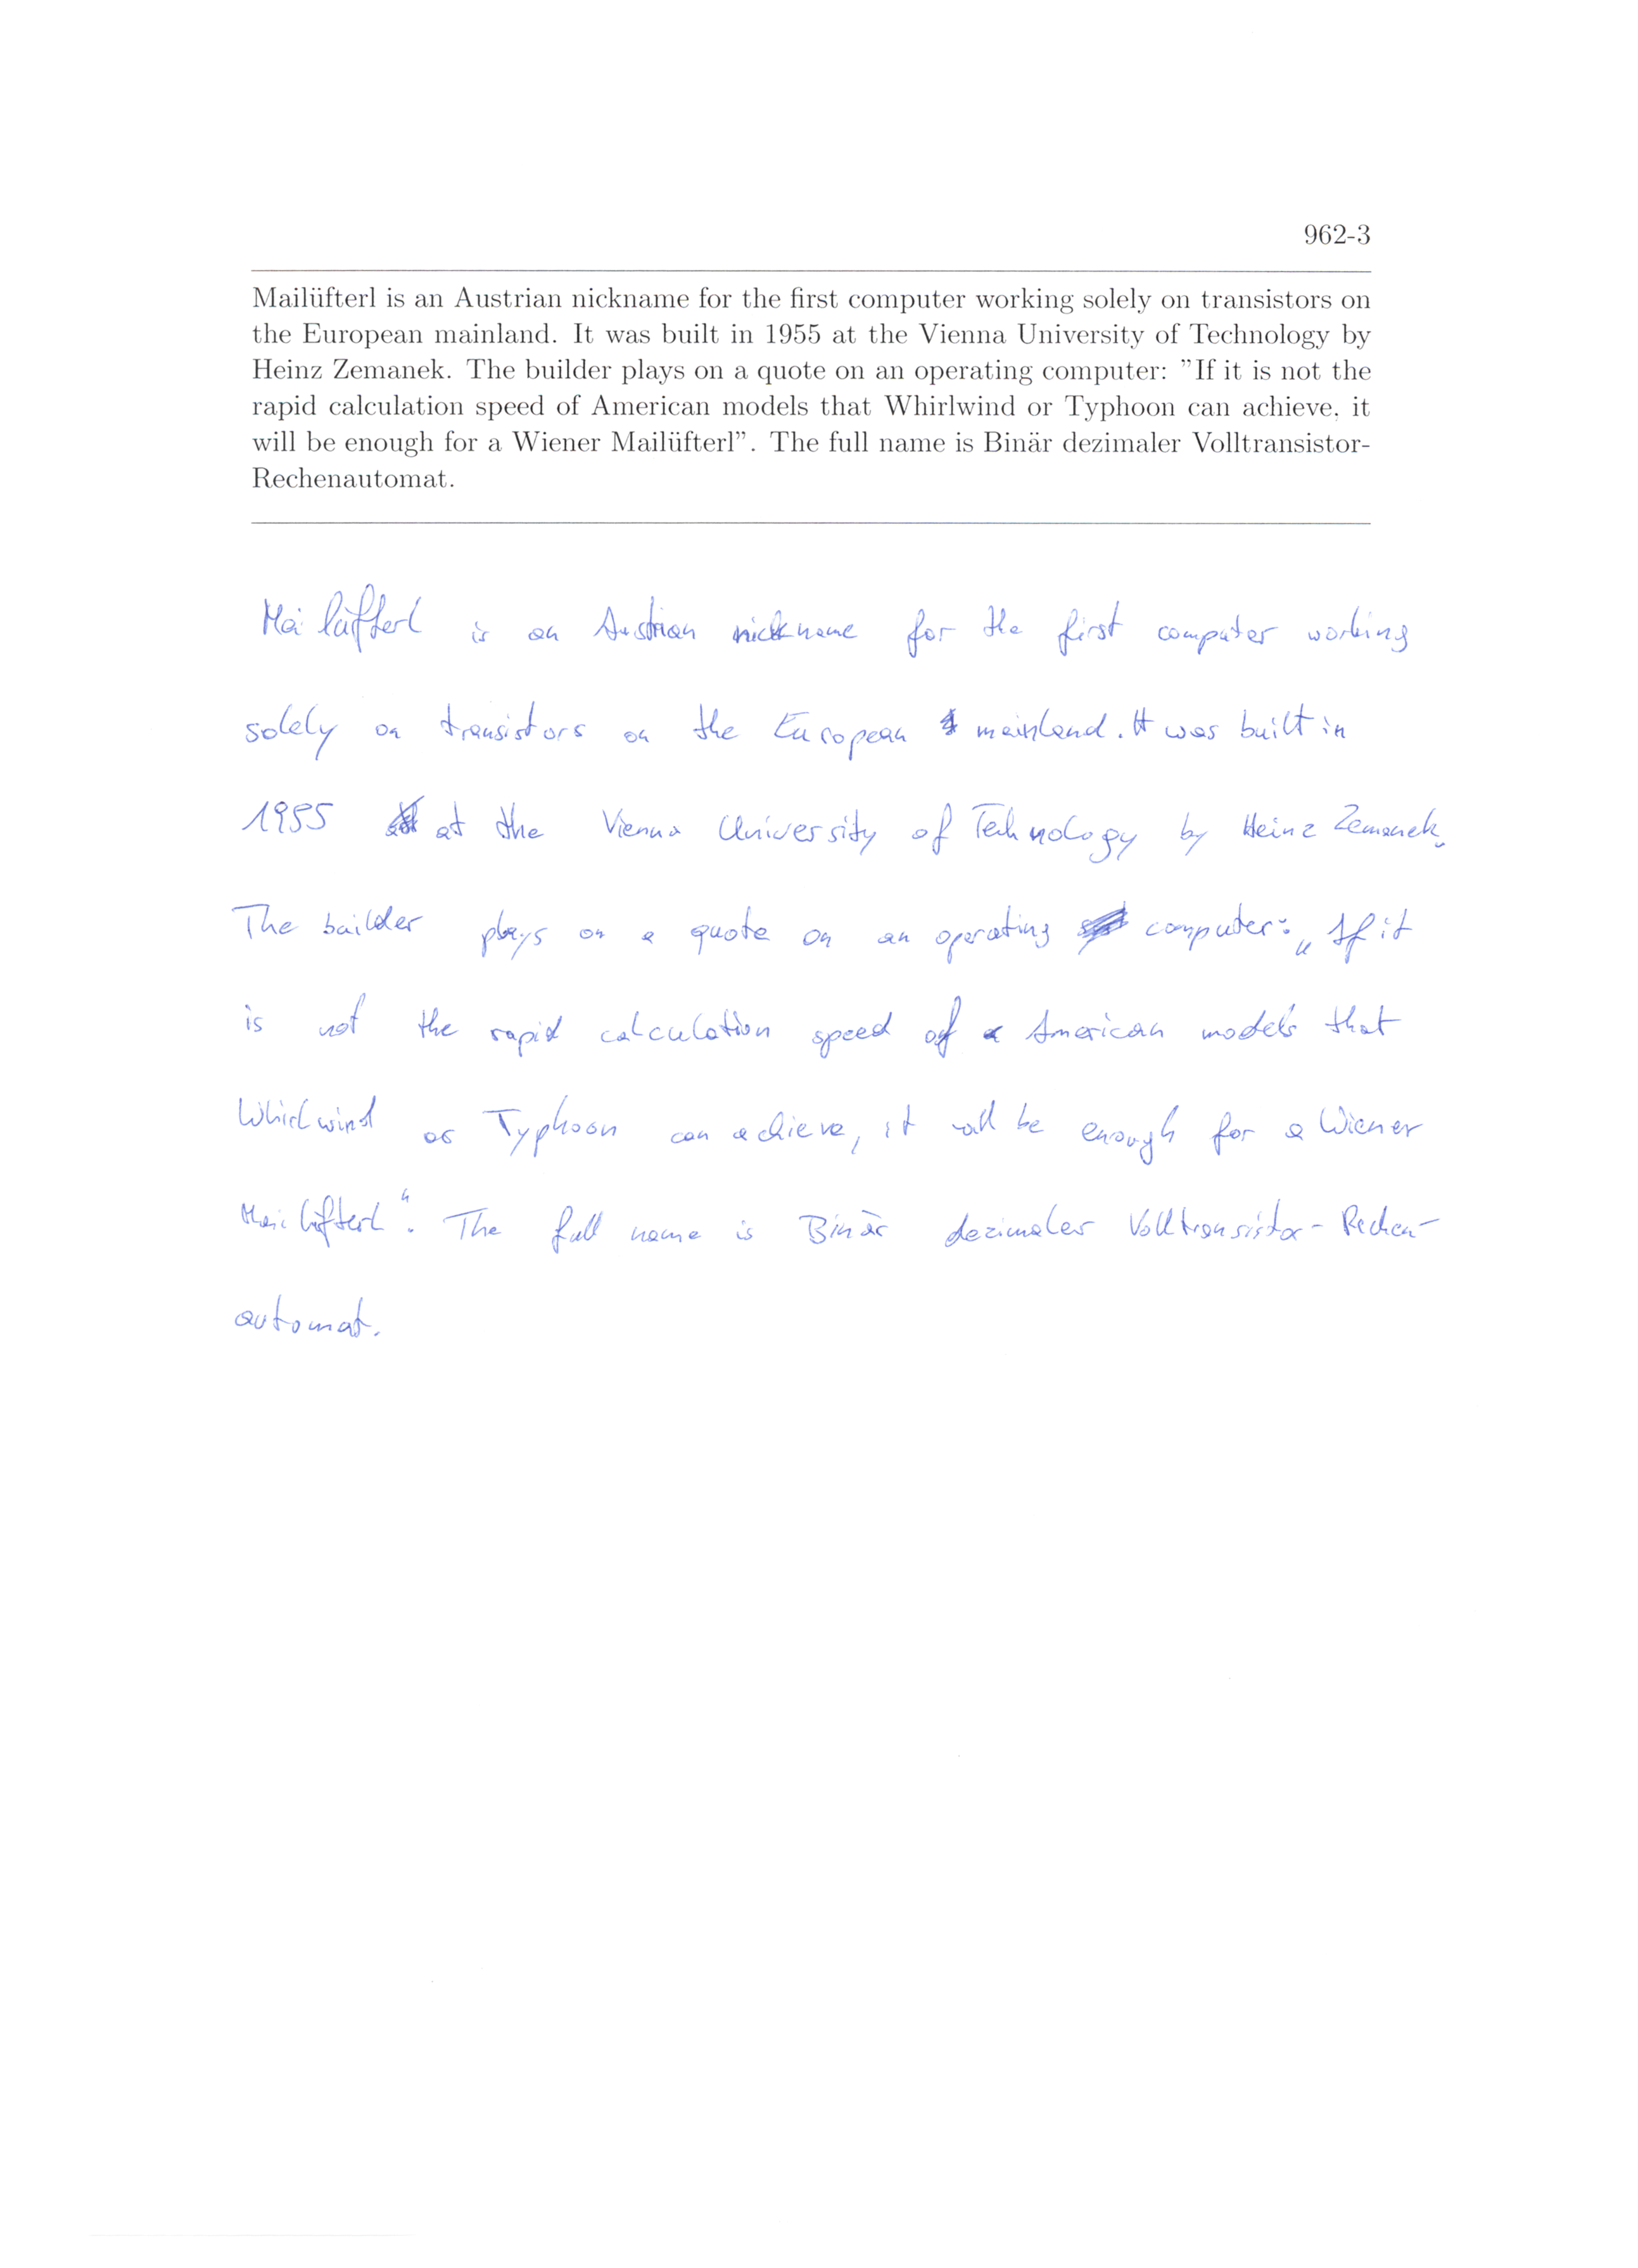 962-3
Mailüfterl is an Austrian nickname for the first computer working solely on transistors on
the European mainland. It was built in 1955 at the Vienna University of Technology by
Heinz Zemanek. The builder plays on a quote on an operating computer: ”If it is not the
rapid calculation speed of American models that Whirlwind or Typhoon can achieve, it
will be enough for a Wiener Mailüfterl”. The full name is Binär dezimaler Volltransistor-
Rechenautomat.
Mailüfterl is an Austrian nickname for the first computer working
solely on transistors on the European mainland. It was built in
1955 at the Vienna University of Technology by Heinz Zemanek.
The builder plays on a quote on an operating computer: „If it
is not the rapid calculation speed of American models that
Whirlwind or Typhoon can achieve, it will be enough for a Wiener
Mailüfterl“. The full name is Binär dezimaler Volltransistor-Rechen-
automat.